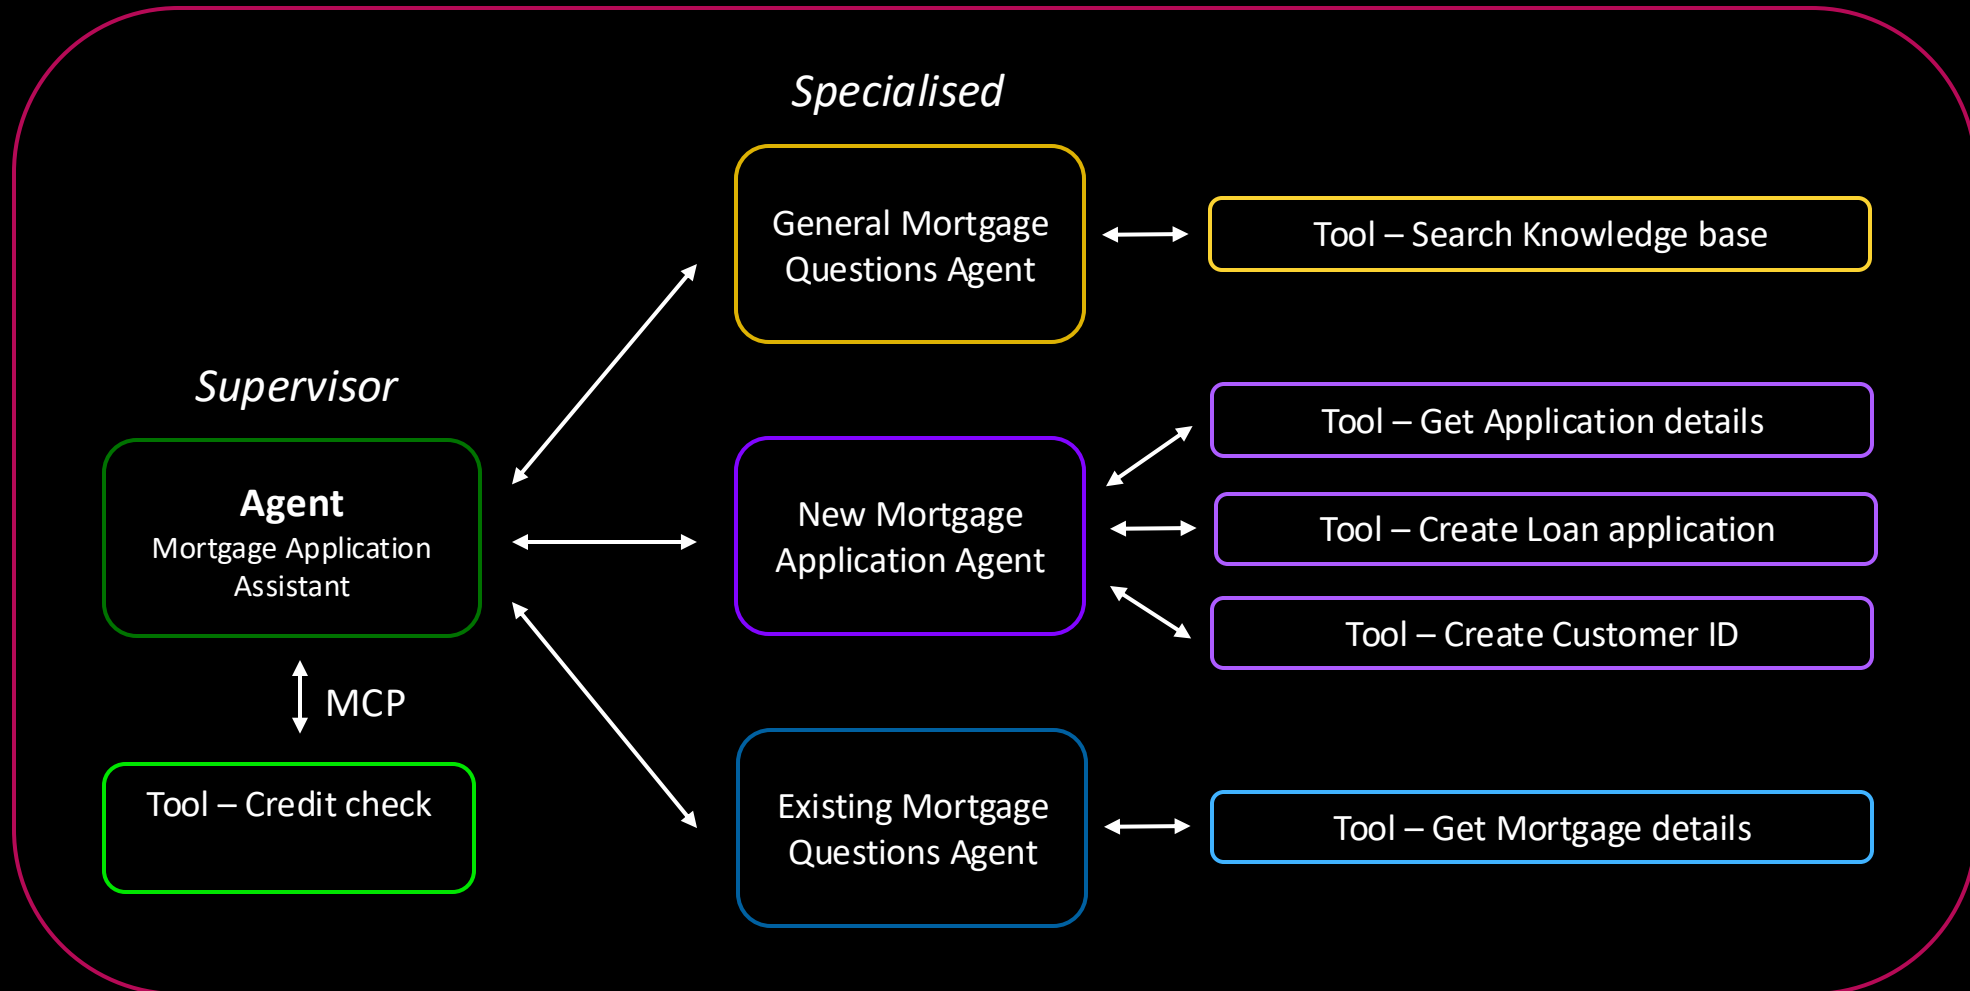 Specialised
General Mortgage
Questions Agent
Tool – Search Knowledge base
Supervisor
Agent
Mortgage Application
Assistant
MCP
Tool – Credit check
New Mortgage
Application Agent
Tool – Get Application details
Tool – Create Loan application
Tool – Create Customer ID
Existing Mortgage
Questions Agent
Tool – Get Mortgage details